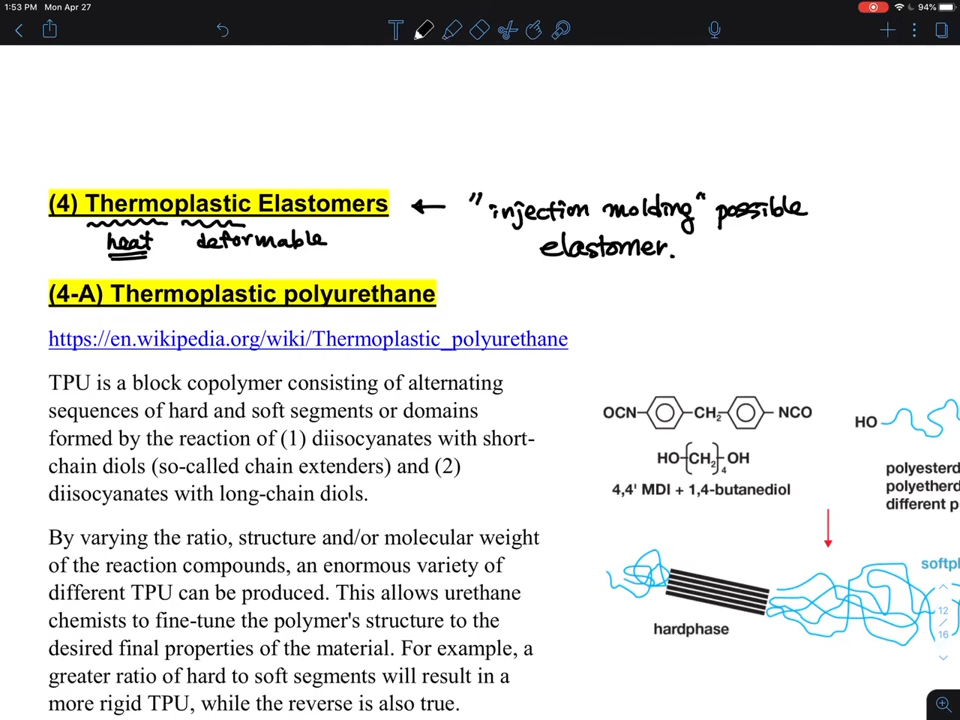 1:53 PM Mon Apr 27
94%
(4) Thermoplastic Elastomers ← "injection molding" possible
heat deformable
elastomer.
(4-A) Thermoplastic polyurethane
https://en.wikipedia.org/wiki/Thermoplastic_polyurethane
TPU is a block copolymer consisting of alternating
sequences of hard and soft segments or domains
formed by the reaction of (1) diisocyanates with short-
chain diols (so-called chain extenders) and (2)
diisocyanates with long-chain diols.
By varying the ratio, structure and/or molecular weight
of the reaction compounds, an enormous variety of
different TPU can be produced. This allows urethane
chemists to fine-tune the polymer's structure to the
desired final properties of the material. For example, a
greater ratio of hard to soft segments will result in a
more rigid TPU, while the reverse is also true.
OCN CH2 NCO
HO-[CH2]4-OH
4,4' MDI + 1,4-butanediol
HO
polyesterd
polyetherd
different p
softpl
hardphase
12
/
16